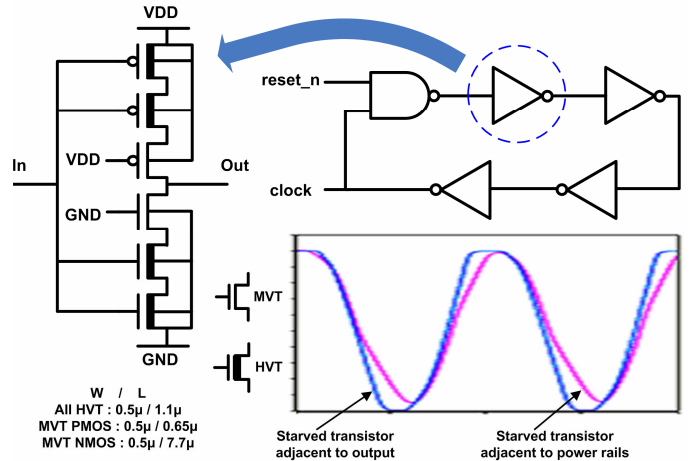 VDD
reset_n
In
VDD
Out
clock
GND
MVT
HVT
GND
W / L
All HVT : 0.5µ / 1.1µ
MVT PMOS : 0.5µ / 0.65µ
MVT NMOS : 0.5µ / 7.7µ
Starved transistor
adjacent to output
Starved transistor
adjacent to power rails